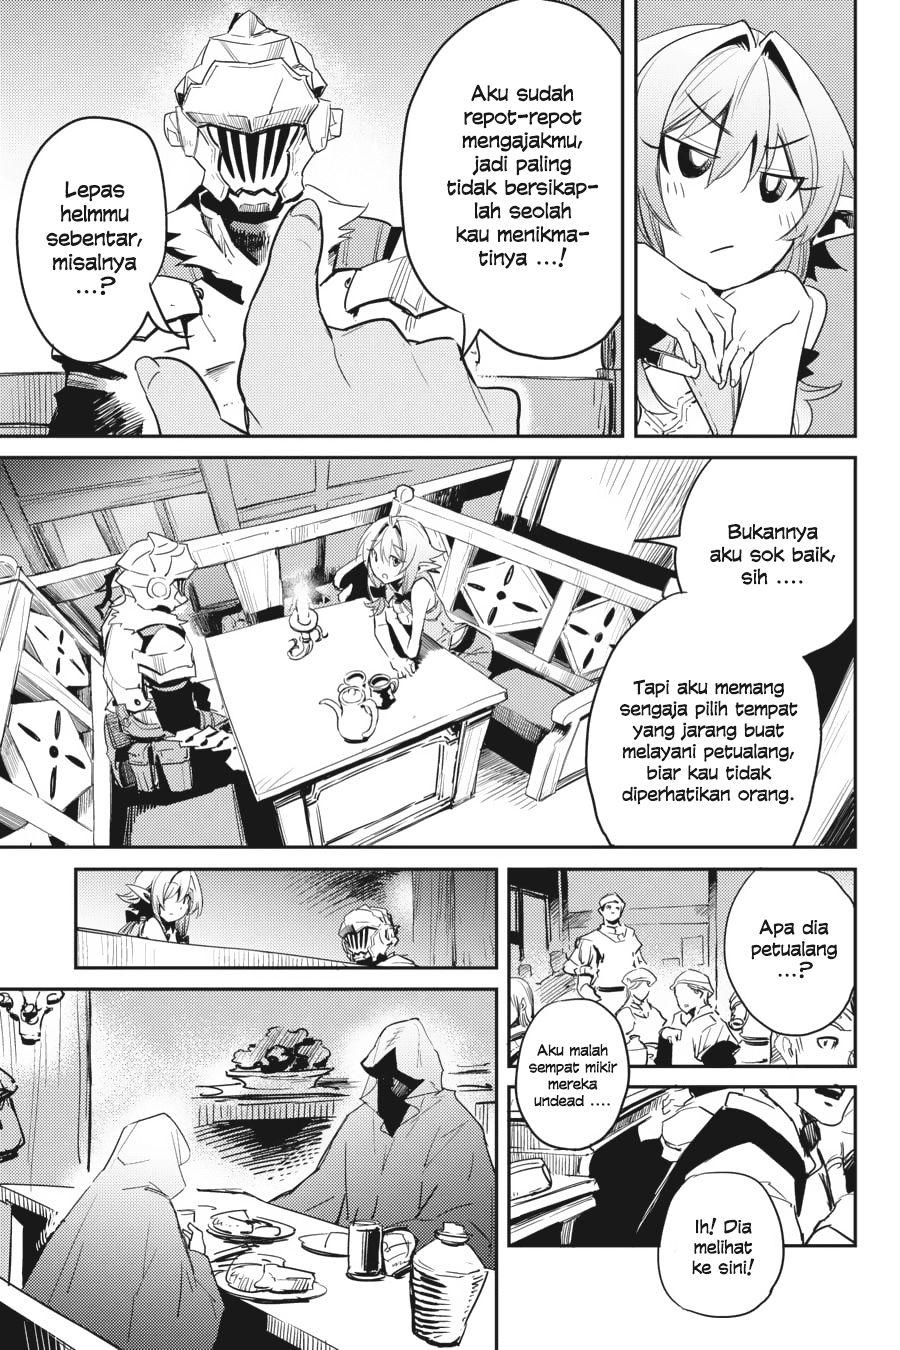 Aku sudah
repot-repot
mengajakmu,
jadi paling
tidak bersikap-
lah seolah
kau menikma-
tinya ...!
Lepas
helmmu
sebentar,
misalnya
...?
Bukannya
aku sok baik,
sih ....
Tapi aku memang
sengaja pilih tempat
yang jarang buat
melayani petualang,
biar kau tidak
diperhatikan orang.
Apa dia
petualang
...?
Aku malah
sempat mikir
mereka
undead ....
Ih! Dia
melihat
ke sini!